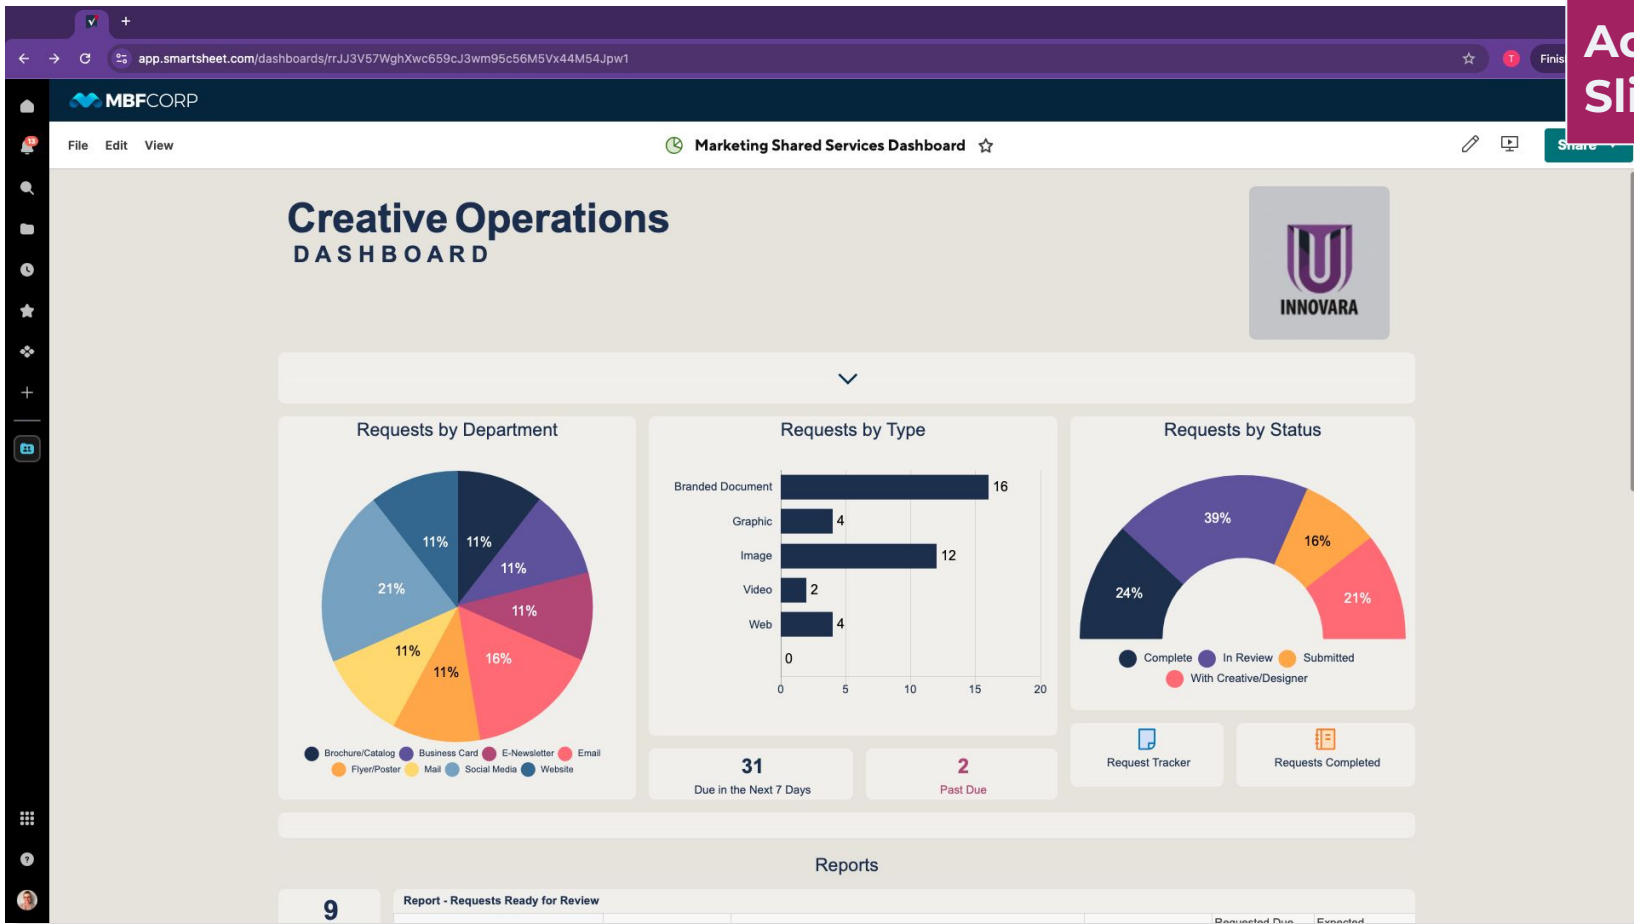 +
app.smartsheet.com/dashboards/rrJJ3V57WghXwc659cJ3wm95c56M5Vx44M54Jpw1
T
Finis
Ac
Sli
MBFCORP
13
File Edit View
Marketing Shared Services Dashboard
Share
Creative Operations
DASHBOARD
INNOVARA
Requests by Department
11% 11%
11%
21%
11%
11%
16%
11%
Brochure/Catalog Business Card E-Newsletter Email
Flyer/Poster Mail Social Media Website
Requests by Type
Branded Document 16
Graphic 4
Image 12
Video 2
Web 4
0
0 5 10 15 20
31
Due in the Next 7 Days
2
Past Due
Requests by Status
39%
16%
24%
21%
Complete In Review Submitted
With Creative/Designer
Request Tracker
Requests Completed
Reports
9
Report - Requests Ready for Review
Requested Due Expected